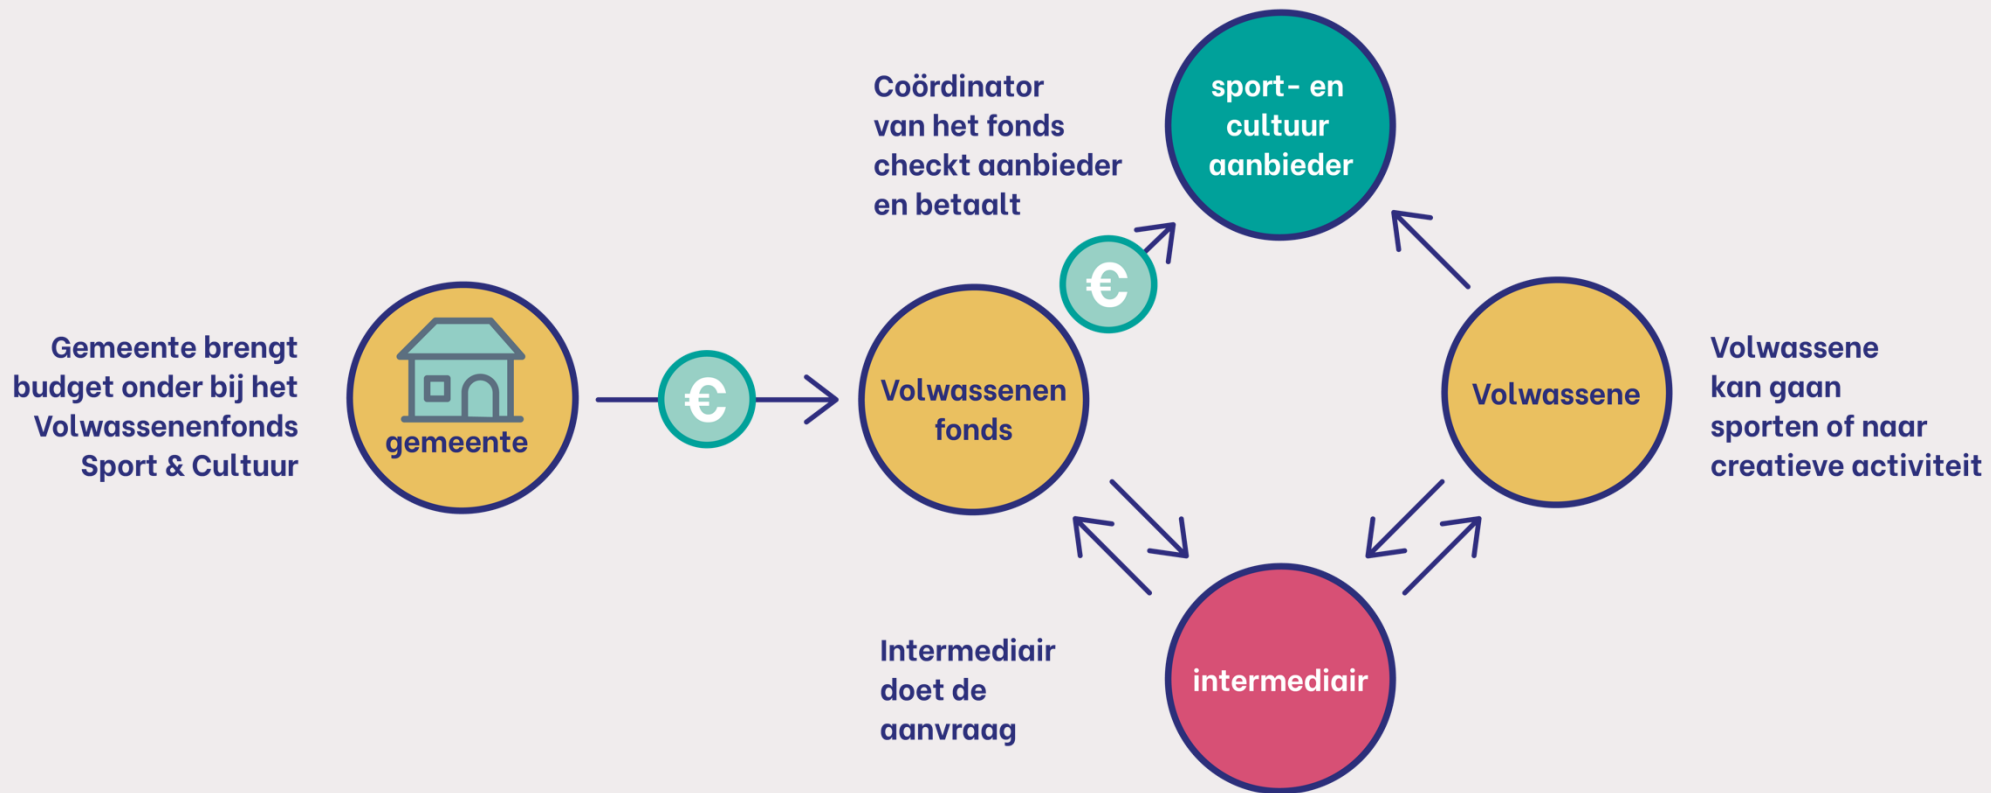 Gemeente brengt
budget onder bij het
Volwassenenfonds
Sport & Cultuur
gemeente
€
Volwassenen
fonds
Coördinator
van het fonds
checkt aanbieder
en betaalt
€
sport- en
cultuur
aanbieder
Volwassene
Volwassene
kan gaan
sporten of naar
creatieve activiteit
Intermediair
doet de
aanvraag
intermediair